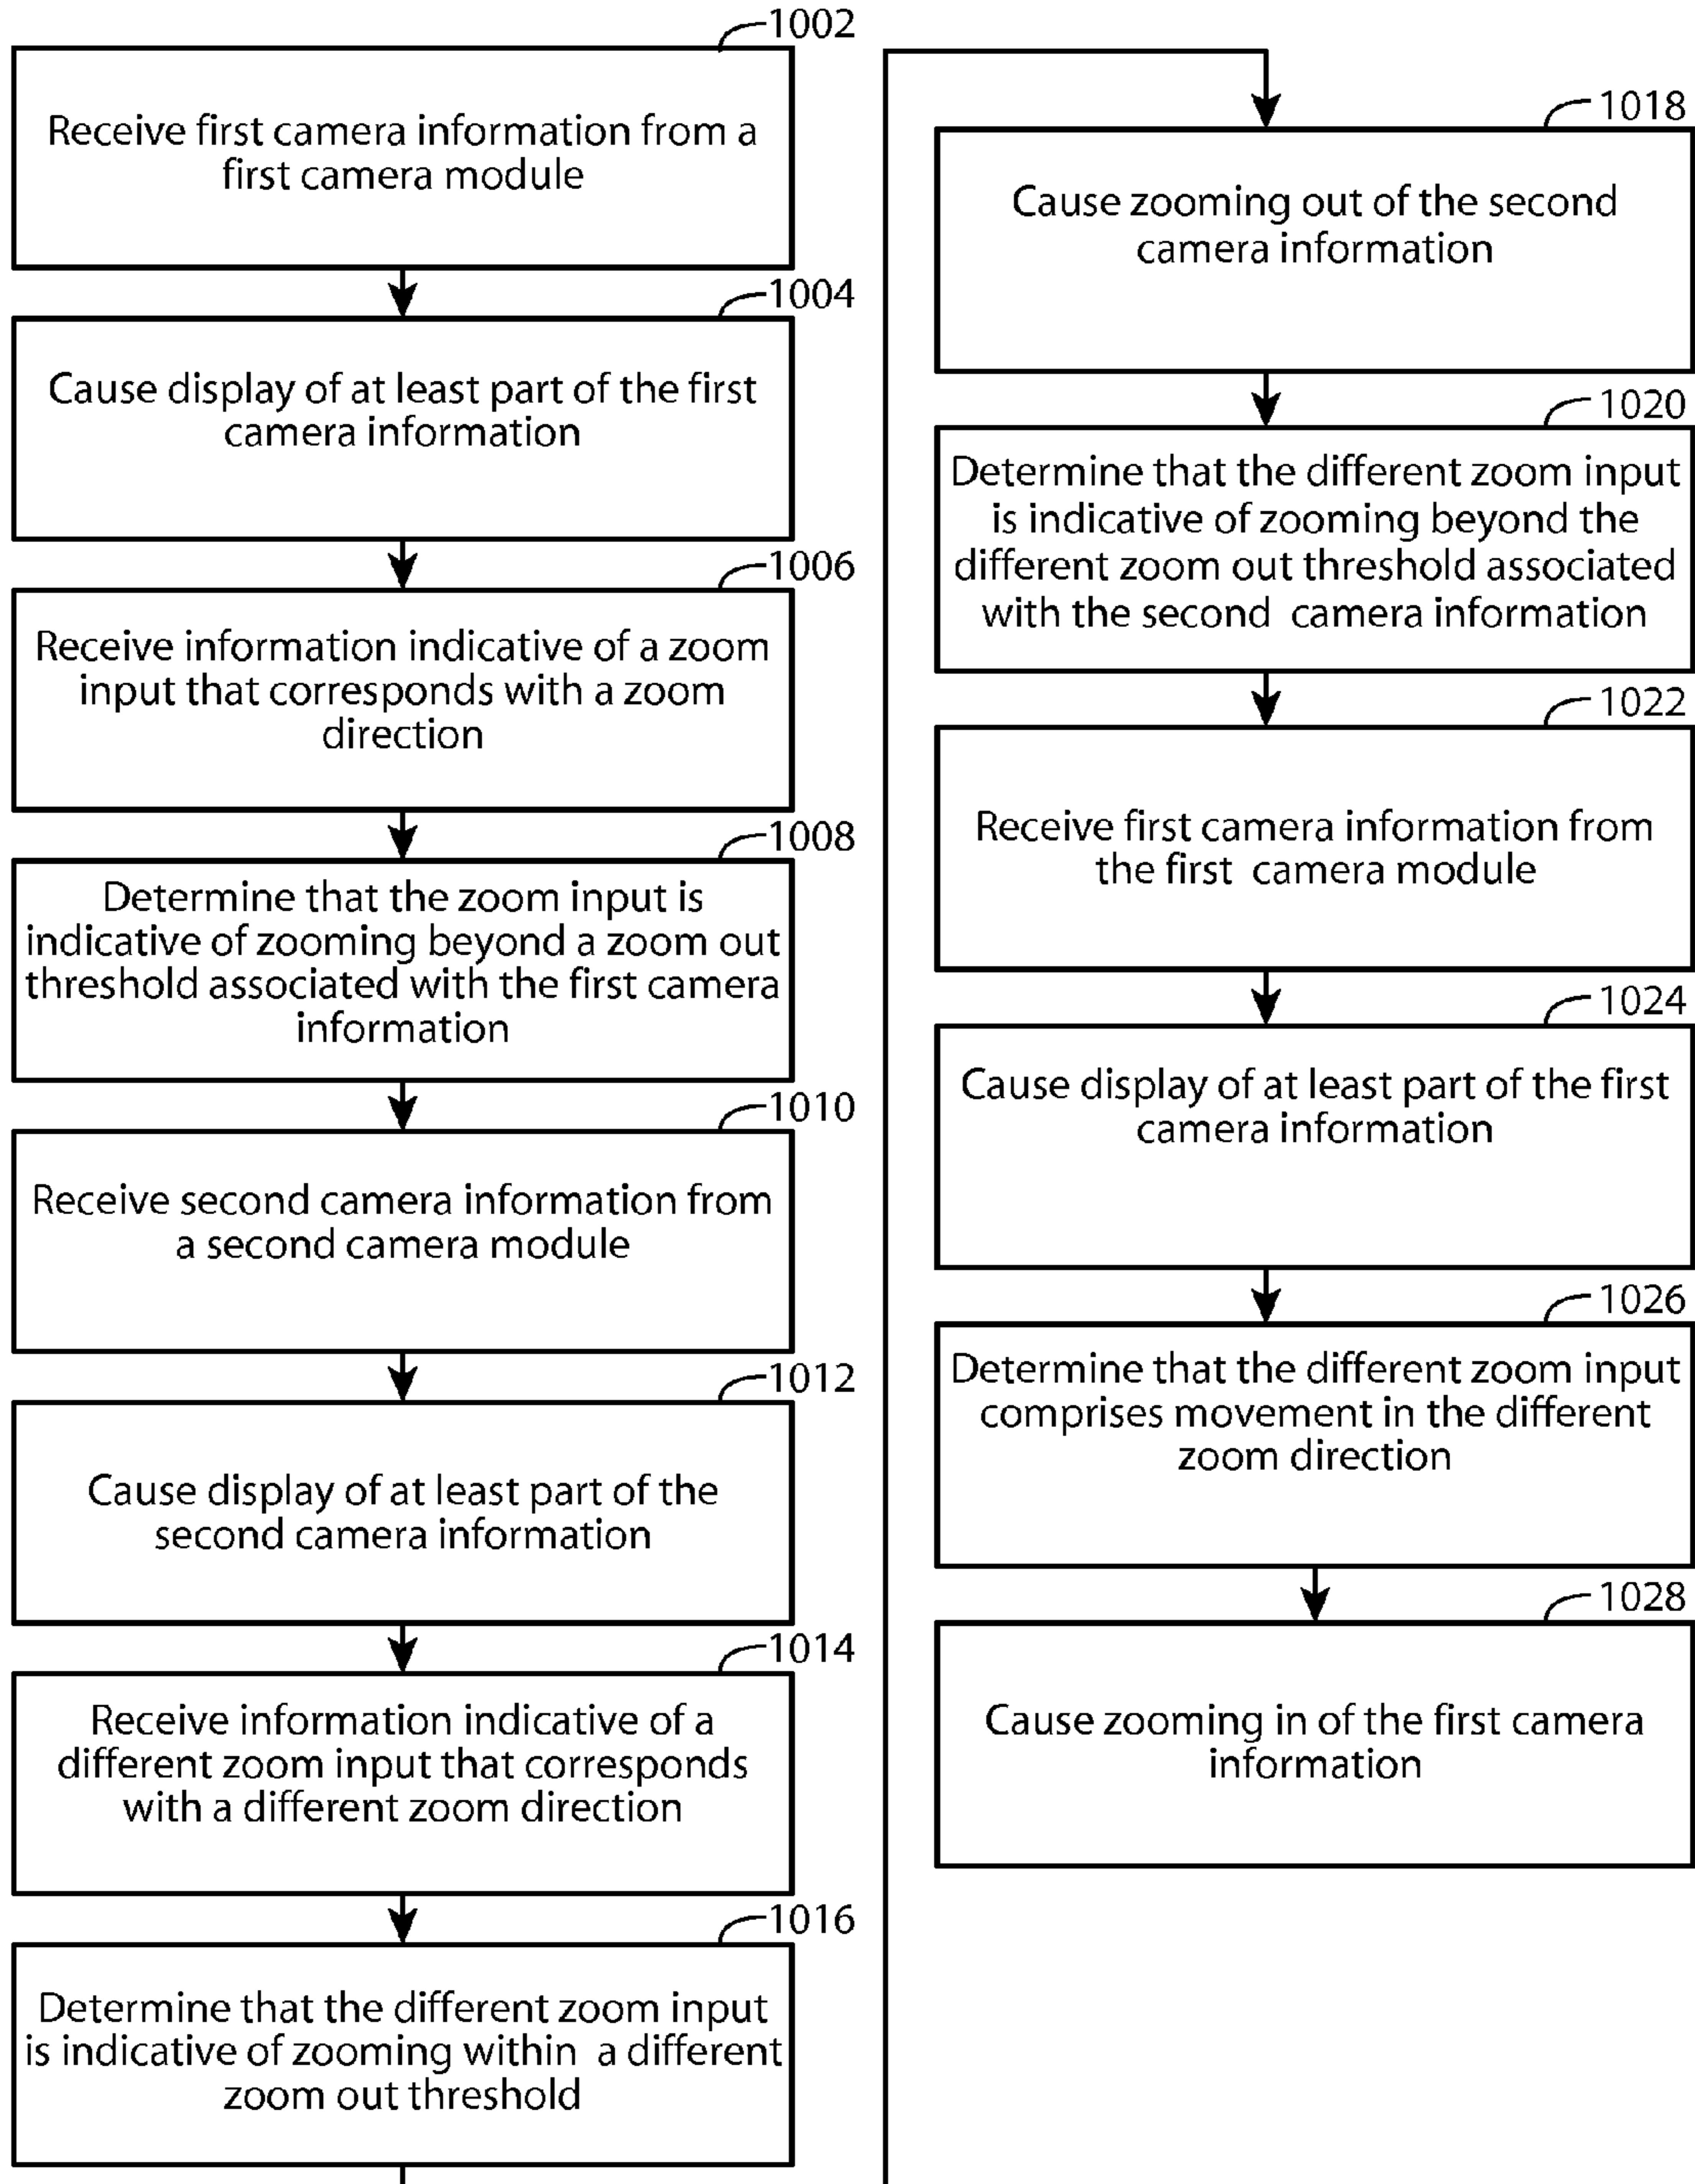 1002
Receive first camera information from a
first camera module
1004
Cause display of at least part of the first
camera information
1006
Receive information indicative of a zoom
input that corresponds with a zoom
direction
1008
Determine that the zoom input is
indicative of zooming beyond a zoom out
threshold associated with the first camera
information
1010
Receive second camera information from
a second camera module
1012
Cause display of at least part of the
second camera information
1014
Receive information indicative of a
different zoom input that corresponds
with a different zoom direction
1016
Determine that the different zoom input
is indicative of zooming within a different
zoom out threshold
1018
Cause zooming out of the second
camera information
1020
Determine that the different zoom input
is indicative of zooming beyond the
different zoom out threshold associated
with the second camera information
1022
Receive first camera information from
the first camera module
1024
Cause display of at least part of the first
camera information
1026
Determine that the different zoom input
comprises movement in the different
zoom direction
1028
Cause zooming in of the first camera
information